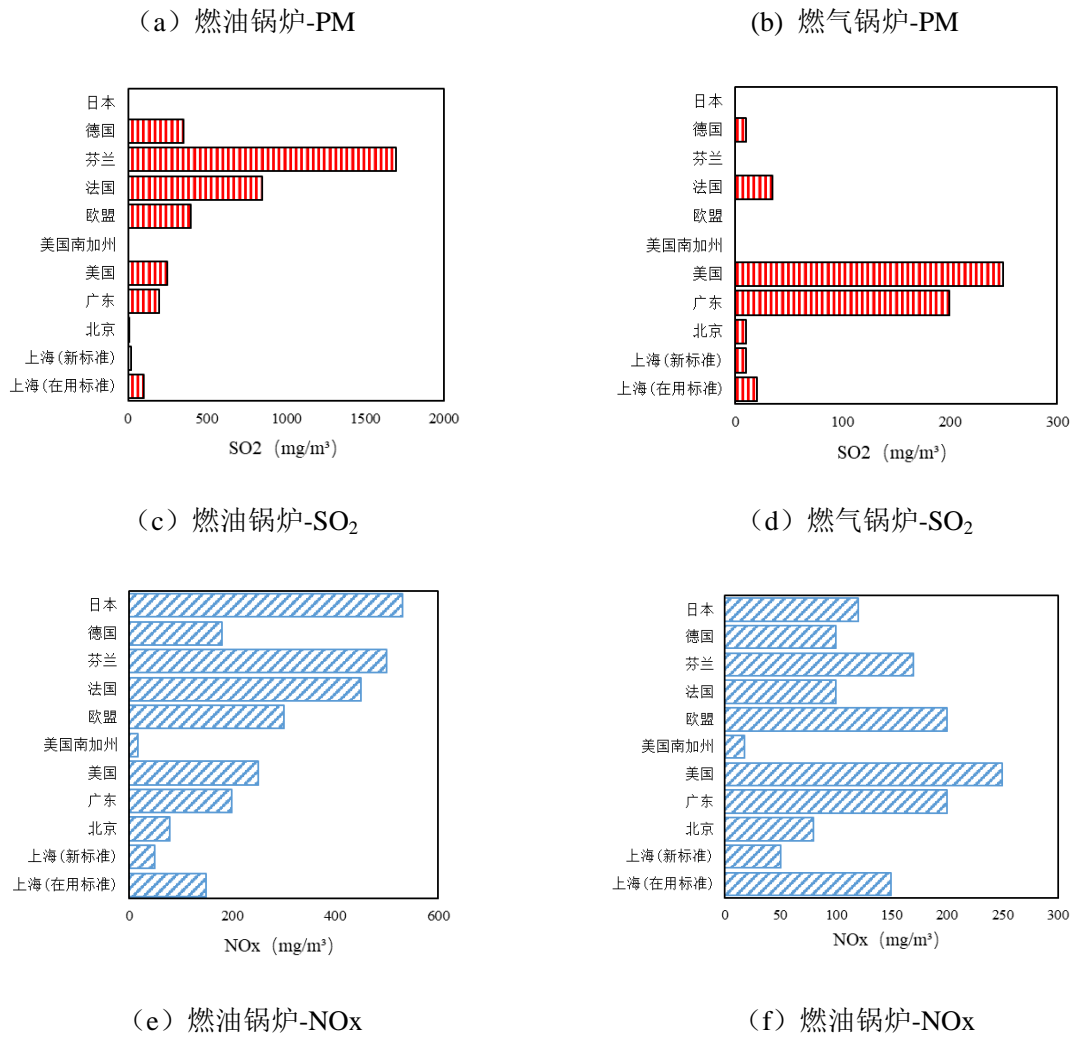 （a）燃油锅炉-PM
(b) 燃气锅炉-PM
日本
德国
芬兰
法国
欧盟
美国南加州
美国
广东
北京
上海(新标准)
上海(在用标准)
0 500 1000 1500 2000
SO2（mg/m³）
日本
德国
芬兰
法国
欧盟
美国南加州
美国
广东
北京
上海(新标准)
上海(在用标准)
0 100 200 300
SO2（mg/m³）
（c）燃油锅炉-SO₂
（d）燃气锅炉-SO₂
日本
德国
芬兰
法国
欧盟
美国南加州
美国
广东
北京
上海(新标准)
上海(在用标准)
0 200 400 600
NOx（mg/m³）
日本
德国
芬兰
法国
欧盟
美国南加州
美国
广东
北京
上海(新标准)
上海(在用标准)
0 50 100 150 200 250 300
NOx（mg/m³）
（e）燃油锅炉-NOx
（f）燃油锅炉-NOx